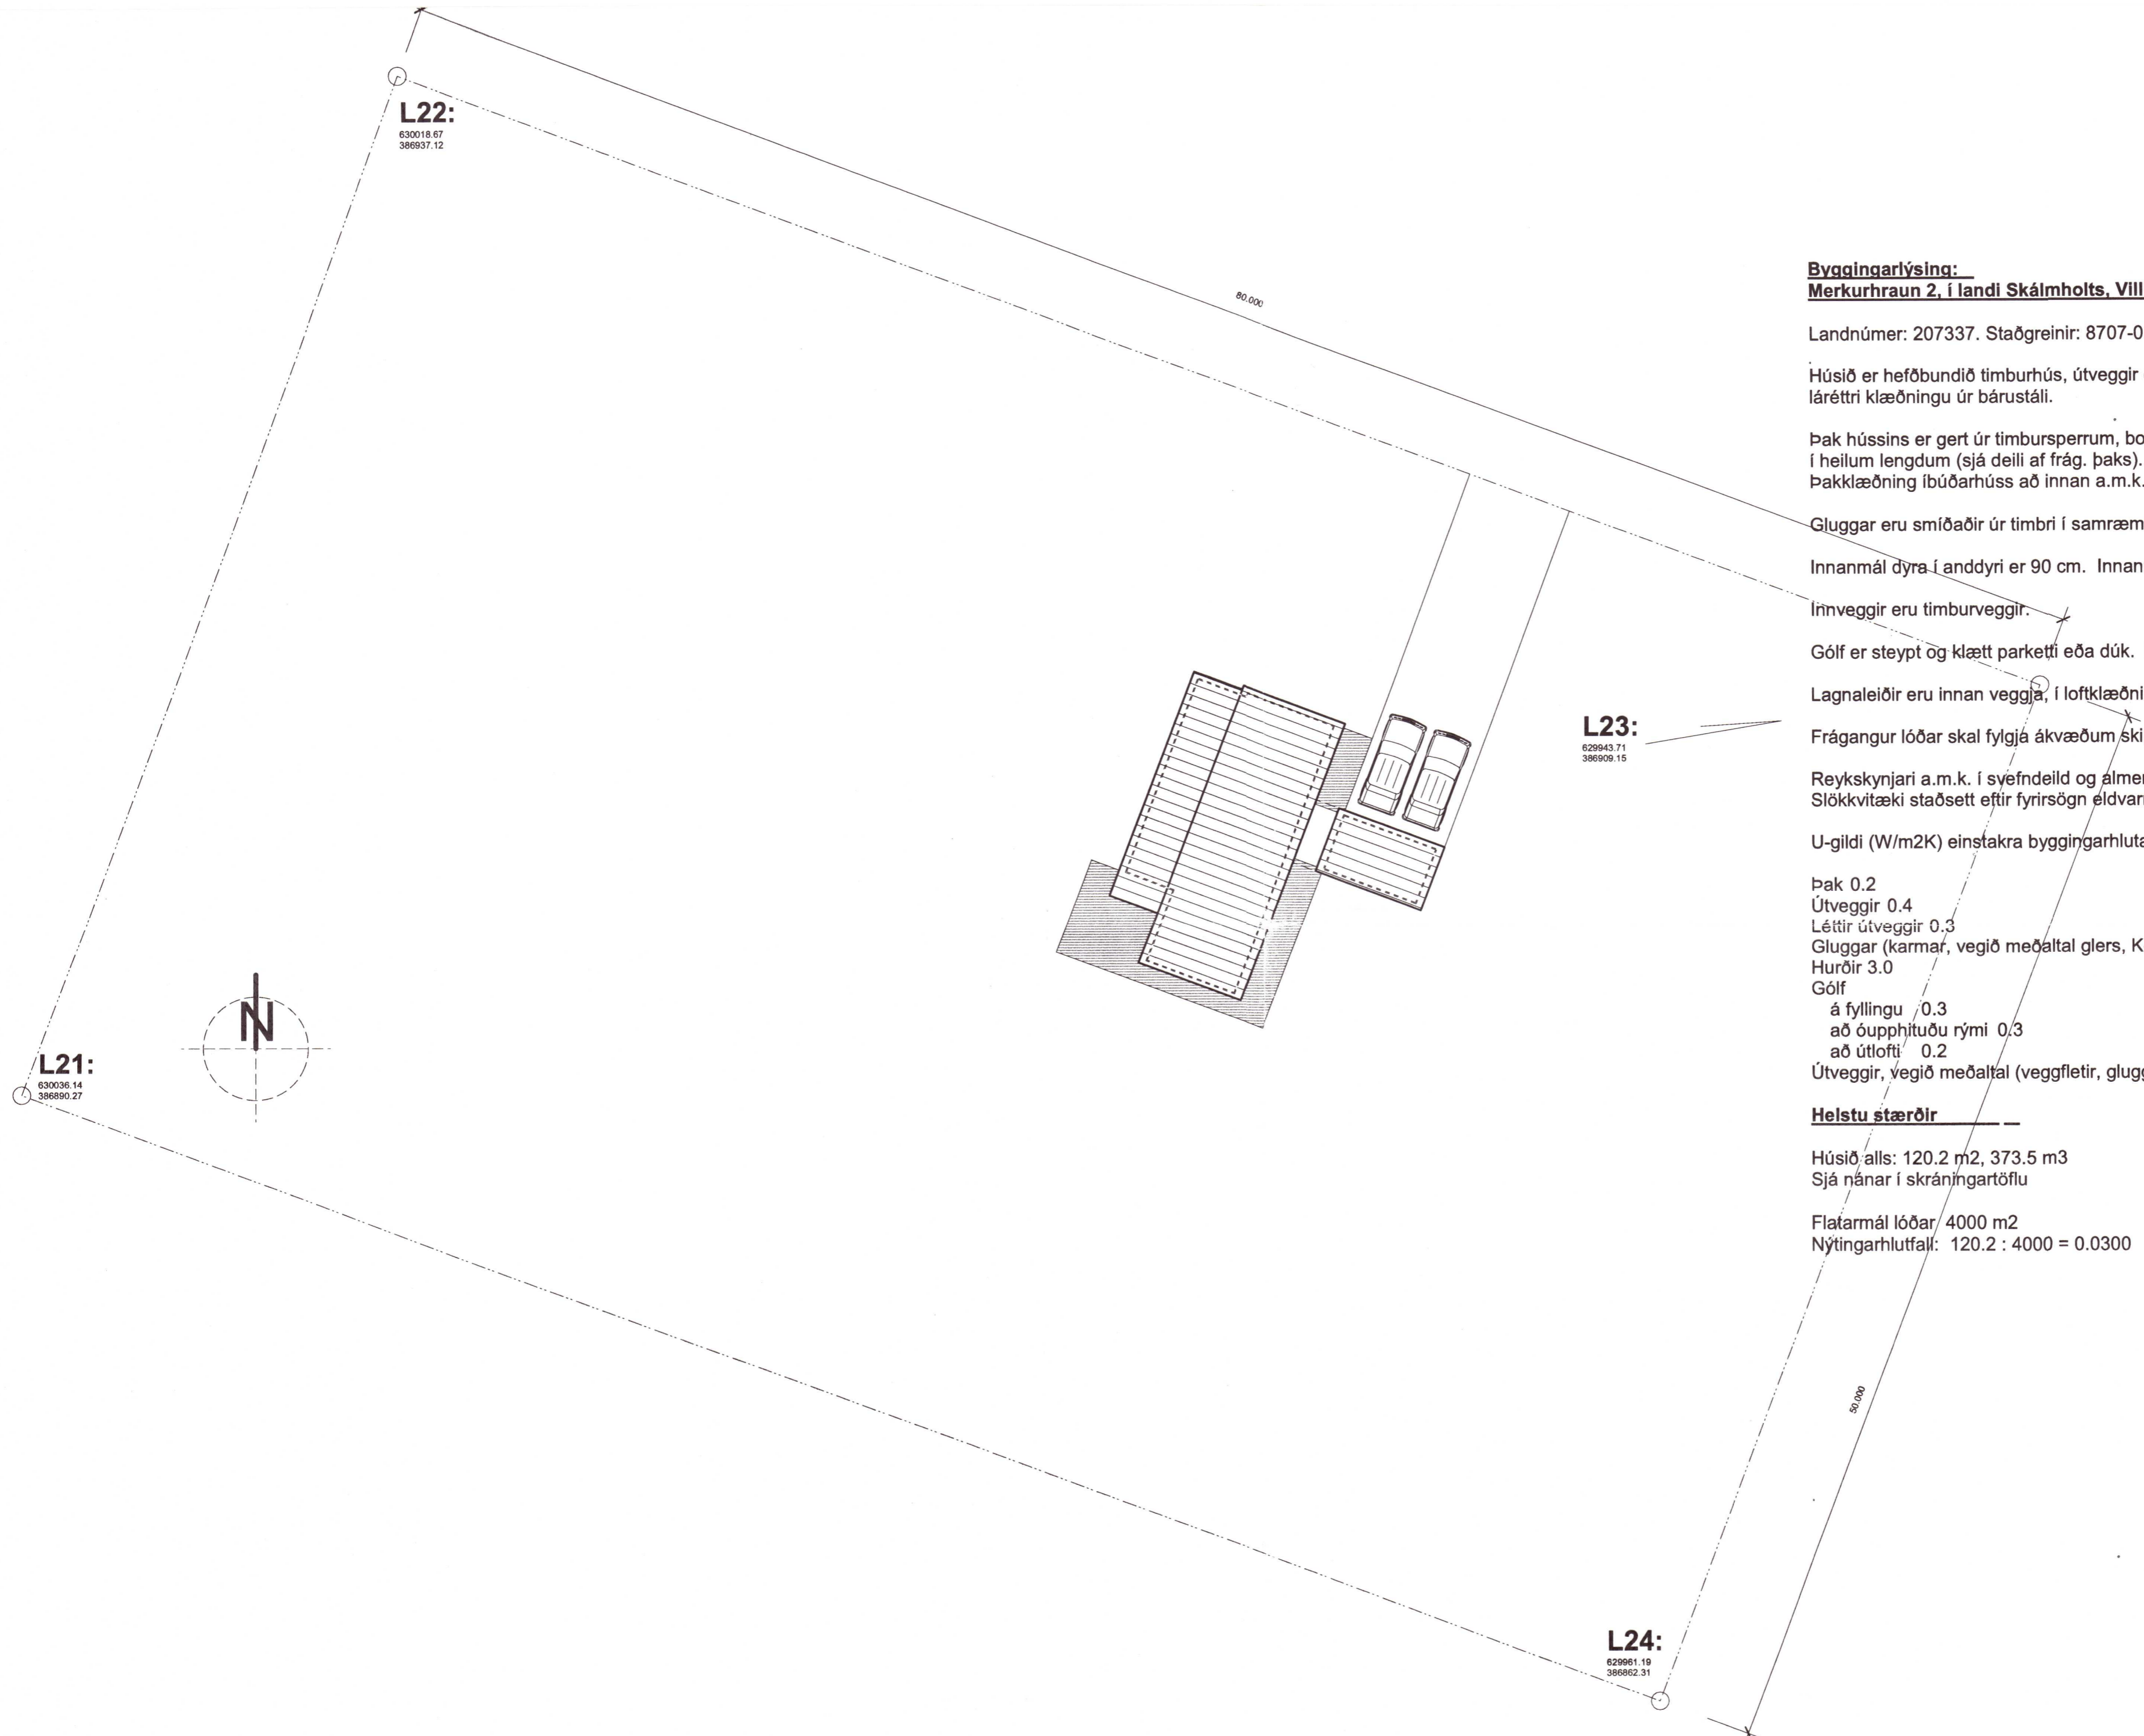 L22:
630018.67
386937.12
80.000
L23:
629943.71
386909.15
L21:
630036.14
386890.27
N
L24:
629961.19
386862.31
50.000
Byggingarlýsing:
Merkurhraun 2, í landi Skálmholts, Vill
Landnúmer: 207337. Staðgreinir: 8707-0
Húsið er hefðbundið timburhús, útveggir
láréttri klæðningu úr bárustáli.
Þak hússins er gert úr timbursperrum, bo
í heilum lengdum (sjá deili af frág. þaks).
Þakklæðning íbúðarhúss að innan a.m.k.
Gluggar eru smíðaðir úr timbri í samræm
Innanmál dyra í anddyri er 90 cm. Innan
Innveggir eru timburveggir.
Gólf er steypt og klætt parketti eða dúk.
Lagnaleiðir eru innan veggja, í loftklæðni
Frágangur lóðar skal fylgja ákvæðum ski
Reykskynjari a.m.k. í svefndeild og almen
Slökkvitæki staðsett eftir fyrirsögn eldvarn
U-gildi (W/m2K) einstakra byggingarhluta
Þak 0.2
Útveggir 0.4
Léttir útveggir 0.3
Gluggar (karmar, vegið meðaltal glers, K
Hurðir 3.0
Gólf
á fyllingu 0.3
að óupphituðu rými 0.3
að útlofti 0.2
Útveggir, vegið meðaltal (veggfletir, glugg
Helstu stærðir
Húsið alls: 120.2 m2, 373.5 m3
Sjá nánar í skráningartöflu
Flatarmál lóðar 4000 m2
Nýtingarhlutfall: 120.2 : 4000 = 0.0300